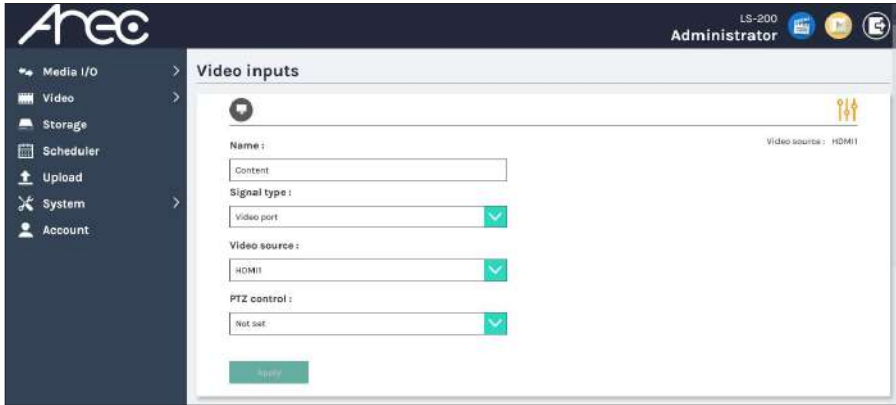 Arec
LS-200
Administrator
Media I/O
Video
Storage
Scheduler
Upload
System
Account
Video inputs
Video source : HDMI1
Name :
Content
Signal type :
Video port
Video source :
HDMI1
PTZ control :
Not set
Apply